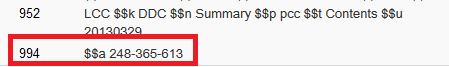 952 LCC $$k DDC $$n Summary $$p pcc $$t Contents $$u
20130329
994 $$a 248-365-613